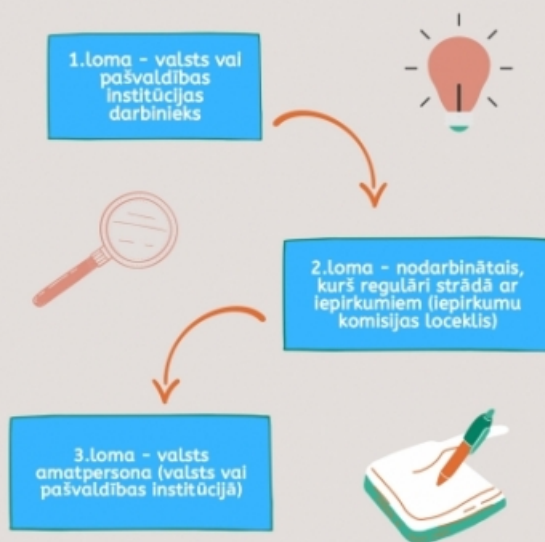 1.loma - valsts vai
pašvaldības
institūcijas
darbinieks
2.loma - nodarbinātais,
kurš regulāri strādā ar
iepirkumiem (iepirkumu
komisijas loceklis)
3.loma - valsts
amatpersona (valsts vai
pašvaldības institūcijā)